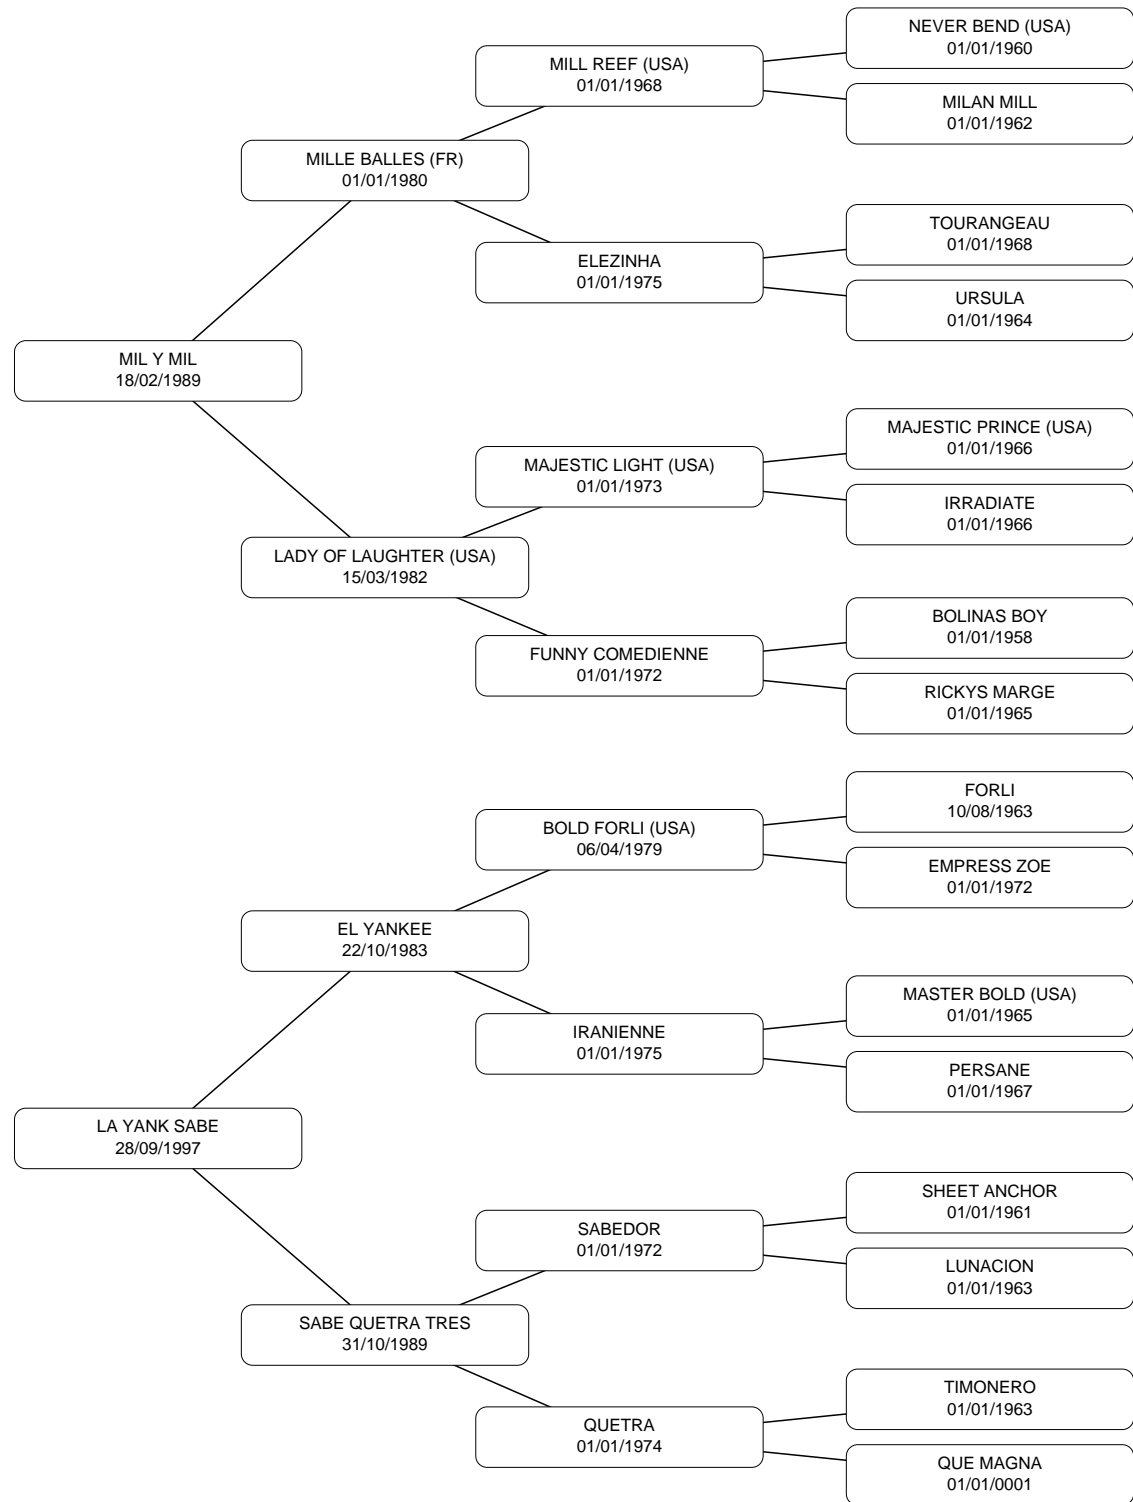 NEVER BEND (USA)
01/01/1960
MILL REEF (USA)
01/01/1968
MILAN MILL
01/01/1962
MILLE BALLES (FR)
01/01/1980
TOURANGEAU
01/01/1968
ELEZINHA
01/01/1975
URSULA
01/01/1964
MIL Y MIL
18/02/1989
MAJESTIC PRINCE (USA)
01/01/1966
MAJESTIC LIGHT (USA)
01/01/1973
IRRADIATE
01/01/1966
LADY OF LAUGHTER (USA)
15/03/1982
BOLINAS BOY
01/01/1958
FUNNY COMEDIENNE
01/01/1972
RICKYS MARGE
01/01/1965
FORLI
10/08/1963
BOLD FORLI (USA)
06/04/1979
EMPRESS ZOE
01/01/1972
EL YANKEE
22/10/1983
MASTER BOLD (USA)
01/01/1965
IRANIENNE
01/01/1975
PERSANE
01/01/1967
LA YANK SABE
28/09/1997
SHEET ANCHOR
01/01/1961
SABEDOR
01/01/1972
LUNACION
01/01/1963
SABE QUETRA TRES
31/10/1989
TIMONERO
01/01/1963
QUETRA
01/01/1974
QUE MAGNA
01/01/0001